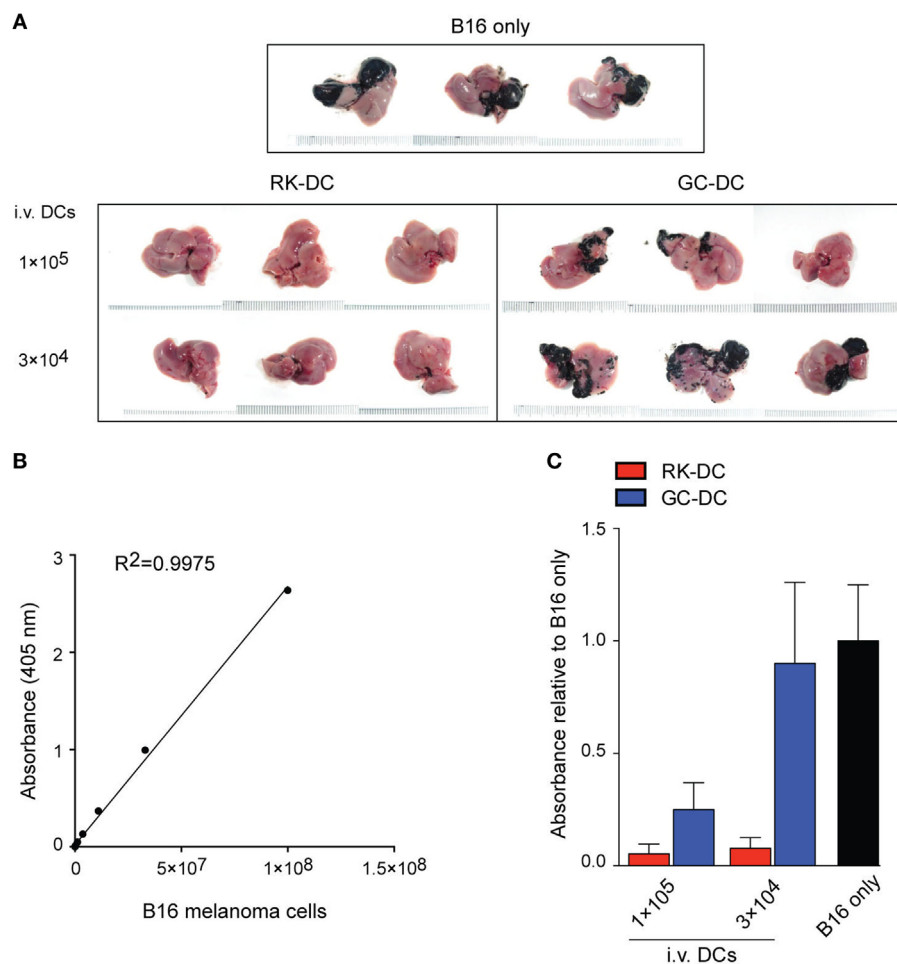 A
B16 only
RK-DC
GC-DC
i.v. DCs
1×10⁵
3×10⁴
B
R²=0.9975
3
2
1
0
Absorbance (405 nm)
0
5×10⁷
1×10⁸
1.5×10⁸
B16 melanoma cells
C
RK-DC
GC-DC
1.5
1.0
0.5
0.0
Absorbance relative to B16 only
1×10⁵
3×10⁴
B16 only
i.v. DCs